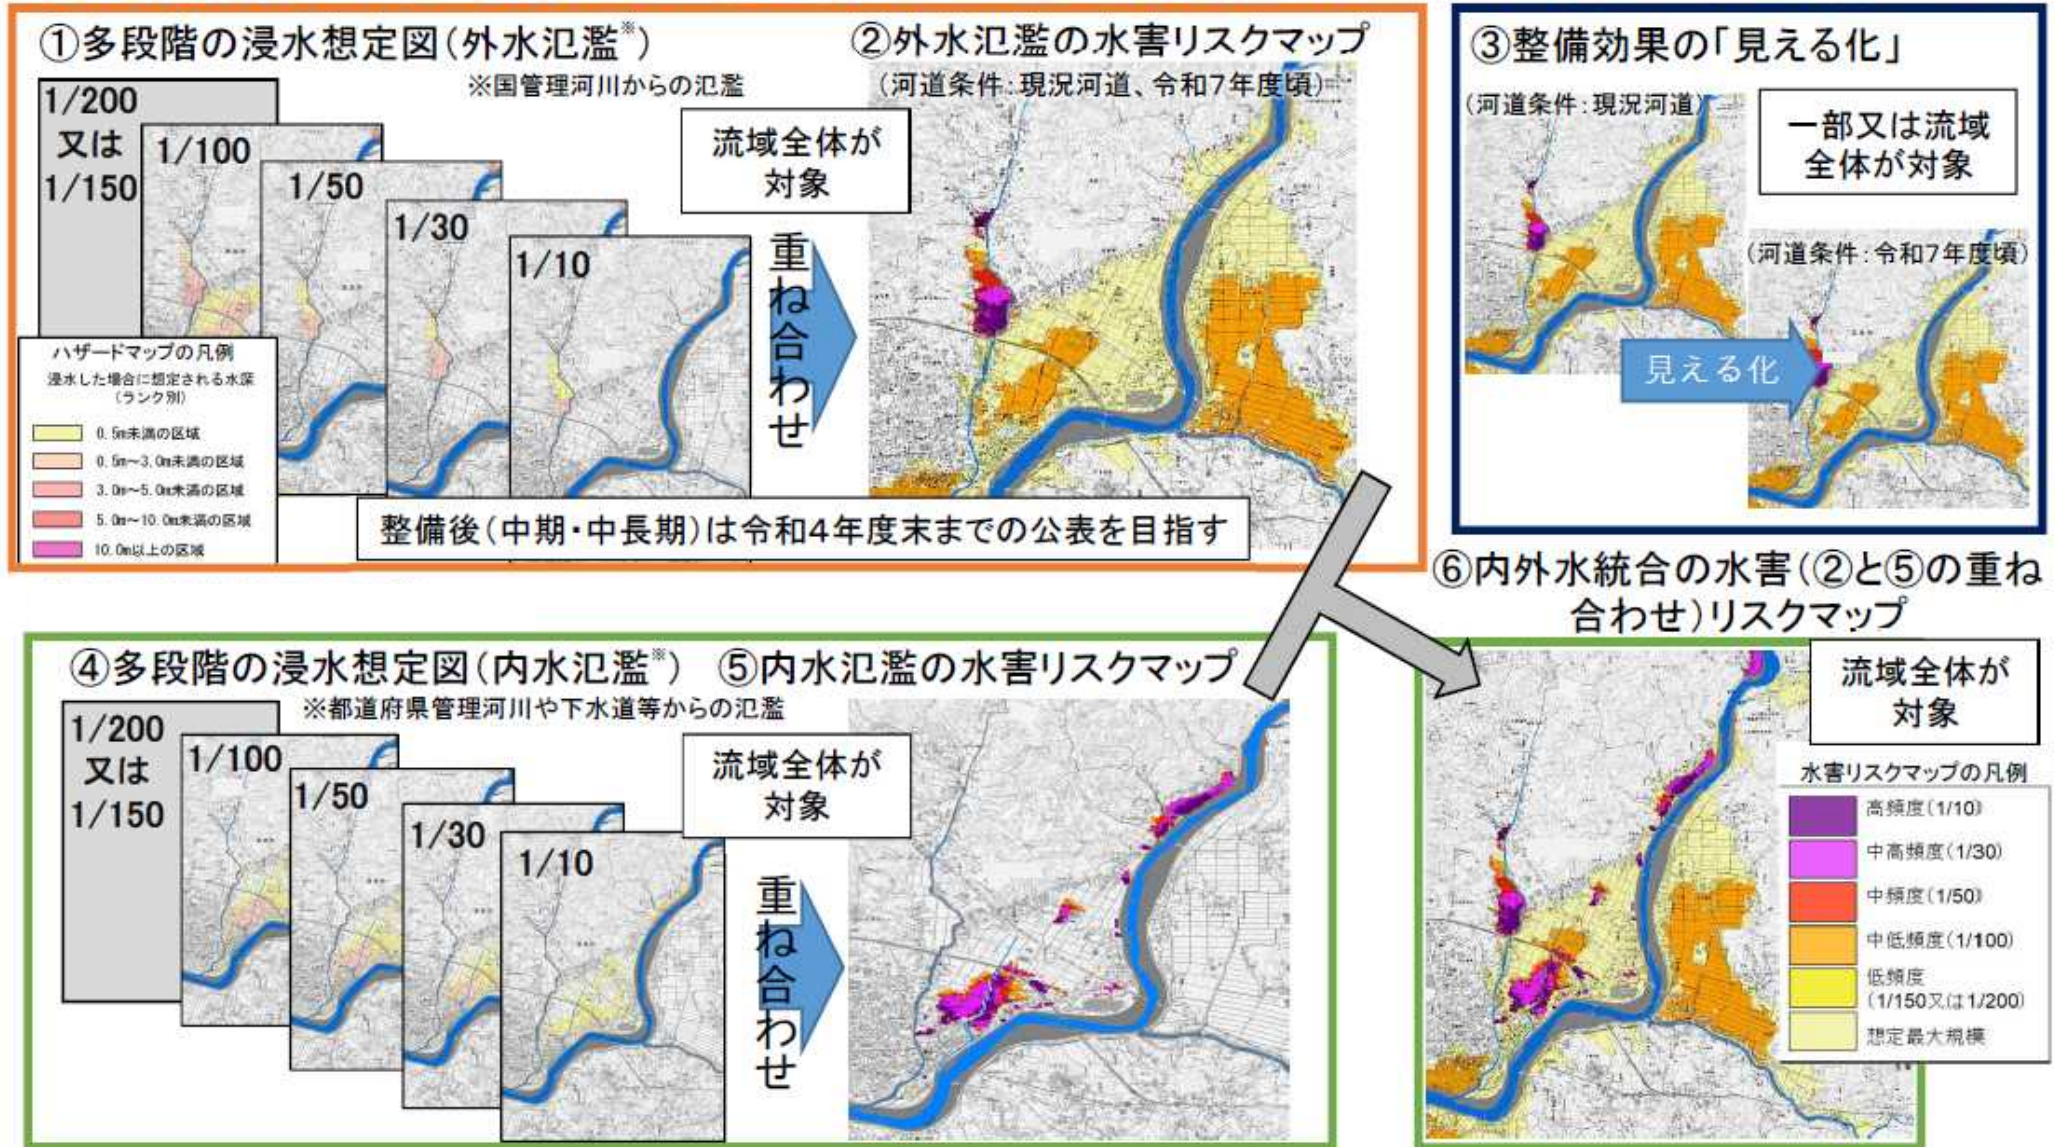 ①多段階の浸水想定図(外水氾濫※)
※国管理河川からの氾濫
1/200
又は
1/150
1/100
1/50
1/30
1/10
ハザードマップの凡例
浸水した場合に想定される水深
(ランク別)
0.5m未満の区域
0.5m~3.0m未満の区域
3.0m~5.0m未満の区域
5.0m~10.0m未満の区域
10.0m以上の区域
流域全体が
対象
重ね合わせ
②外水氾濫の水害リスクマップ
(河道条件:現況河道、令和7年度頃)
整備後(中期・中長期)は令和4年度末までの公表を目指す
③整備効果の「見える化」
(河道条件:現況河道)
一部又は流域
全体が対象
(河道条件:令和7年度頃)
見える化
④多段階の浸水想定図(内水氾濫※)
※都道府県管理河川や下水道等からの氾濫
1/200
又は
1/150
1/100
1/50
1/30
1/10
流域全体が
対象
重ね合わせ
⑤内水氾濫の水害リスクマップ
⑥内外水統合の水害(②と⑤の重ね
合わせ)リスクマップ
流域全体が
対象
水害リスクマップの凡例
高頻度(1/10)
中高頻度(1/30)
中頻度(1/50)
中低頻度(1/100)
低頻度
(1/150又は1/200)
想定最大規模